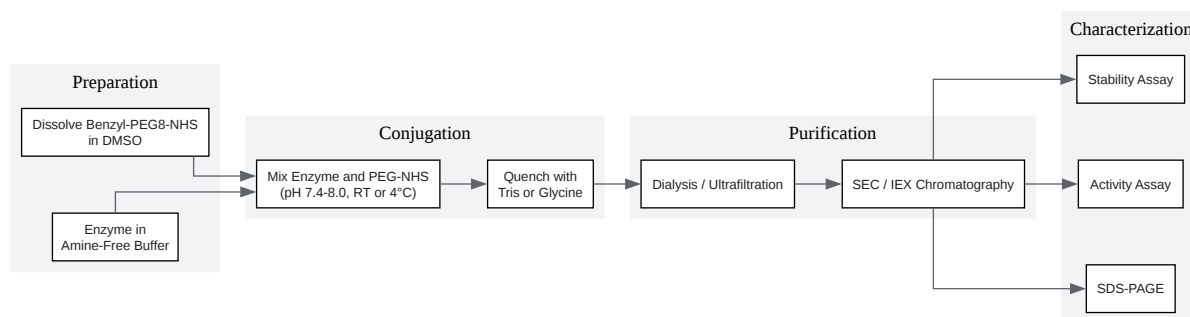 Preparation
Dissolve Benzyl-PEG8-NHS
in DMSO
Enzyme in
Amine-Free Buffer
Conjugation
Mix Enzyme and PEG-NHS
(pH 7.4-8.0, RT or 4°C)
Quench with
Tris or Glycine
Purification
Dialysis / Ultrafiltration
SEC / IEX Chromatography
Characterization
Stability Assay
Activity Assay
SDS-PAGE